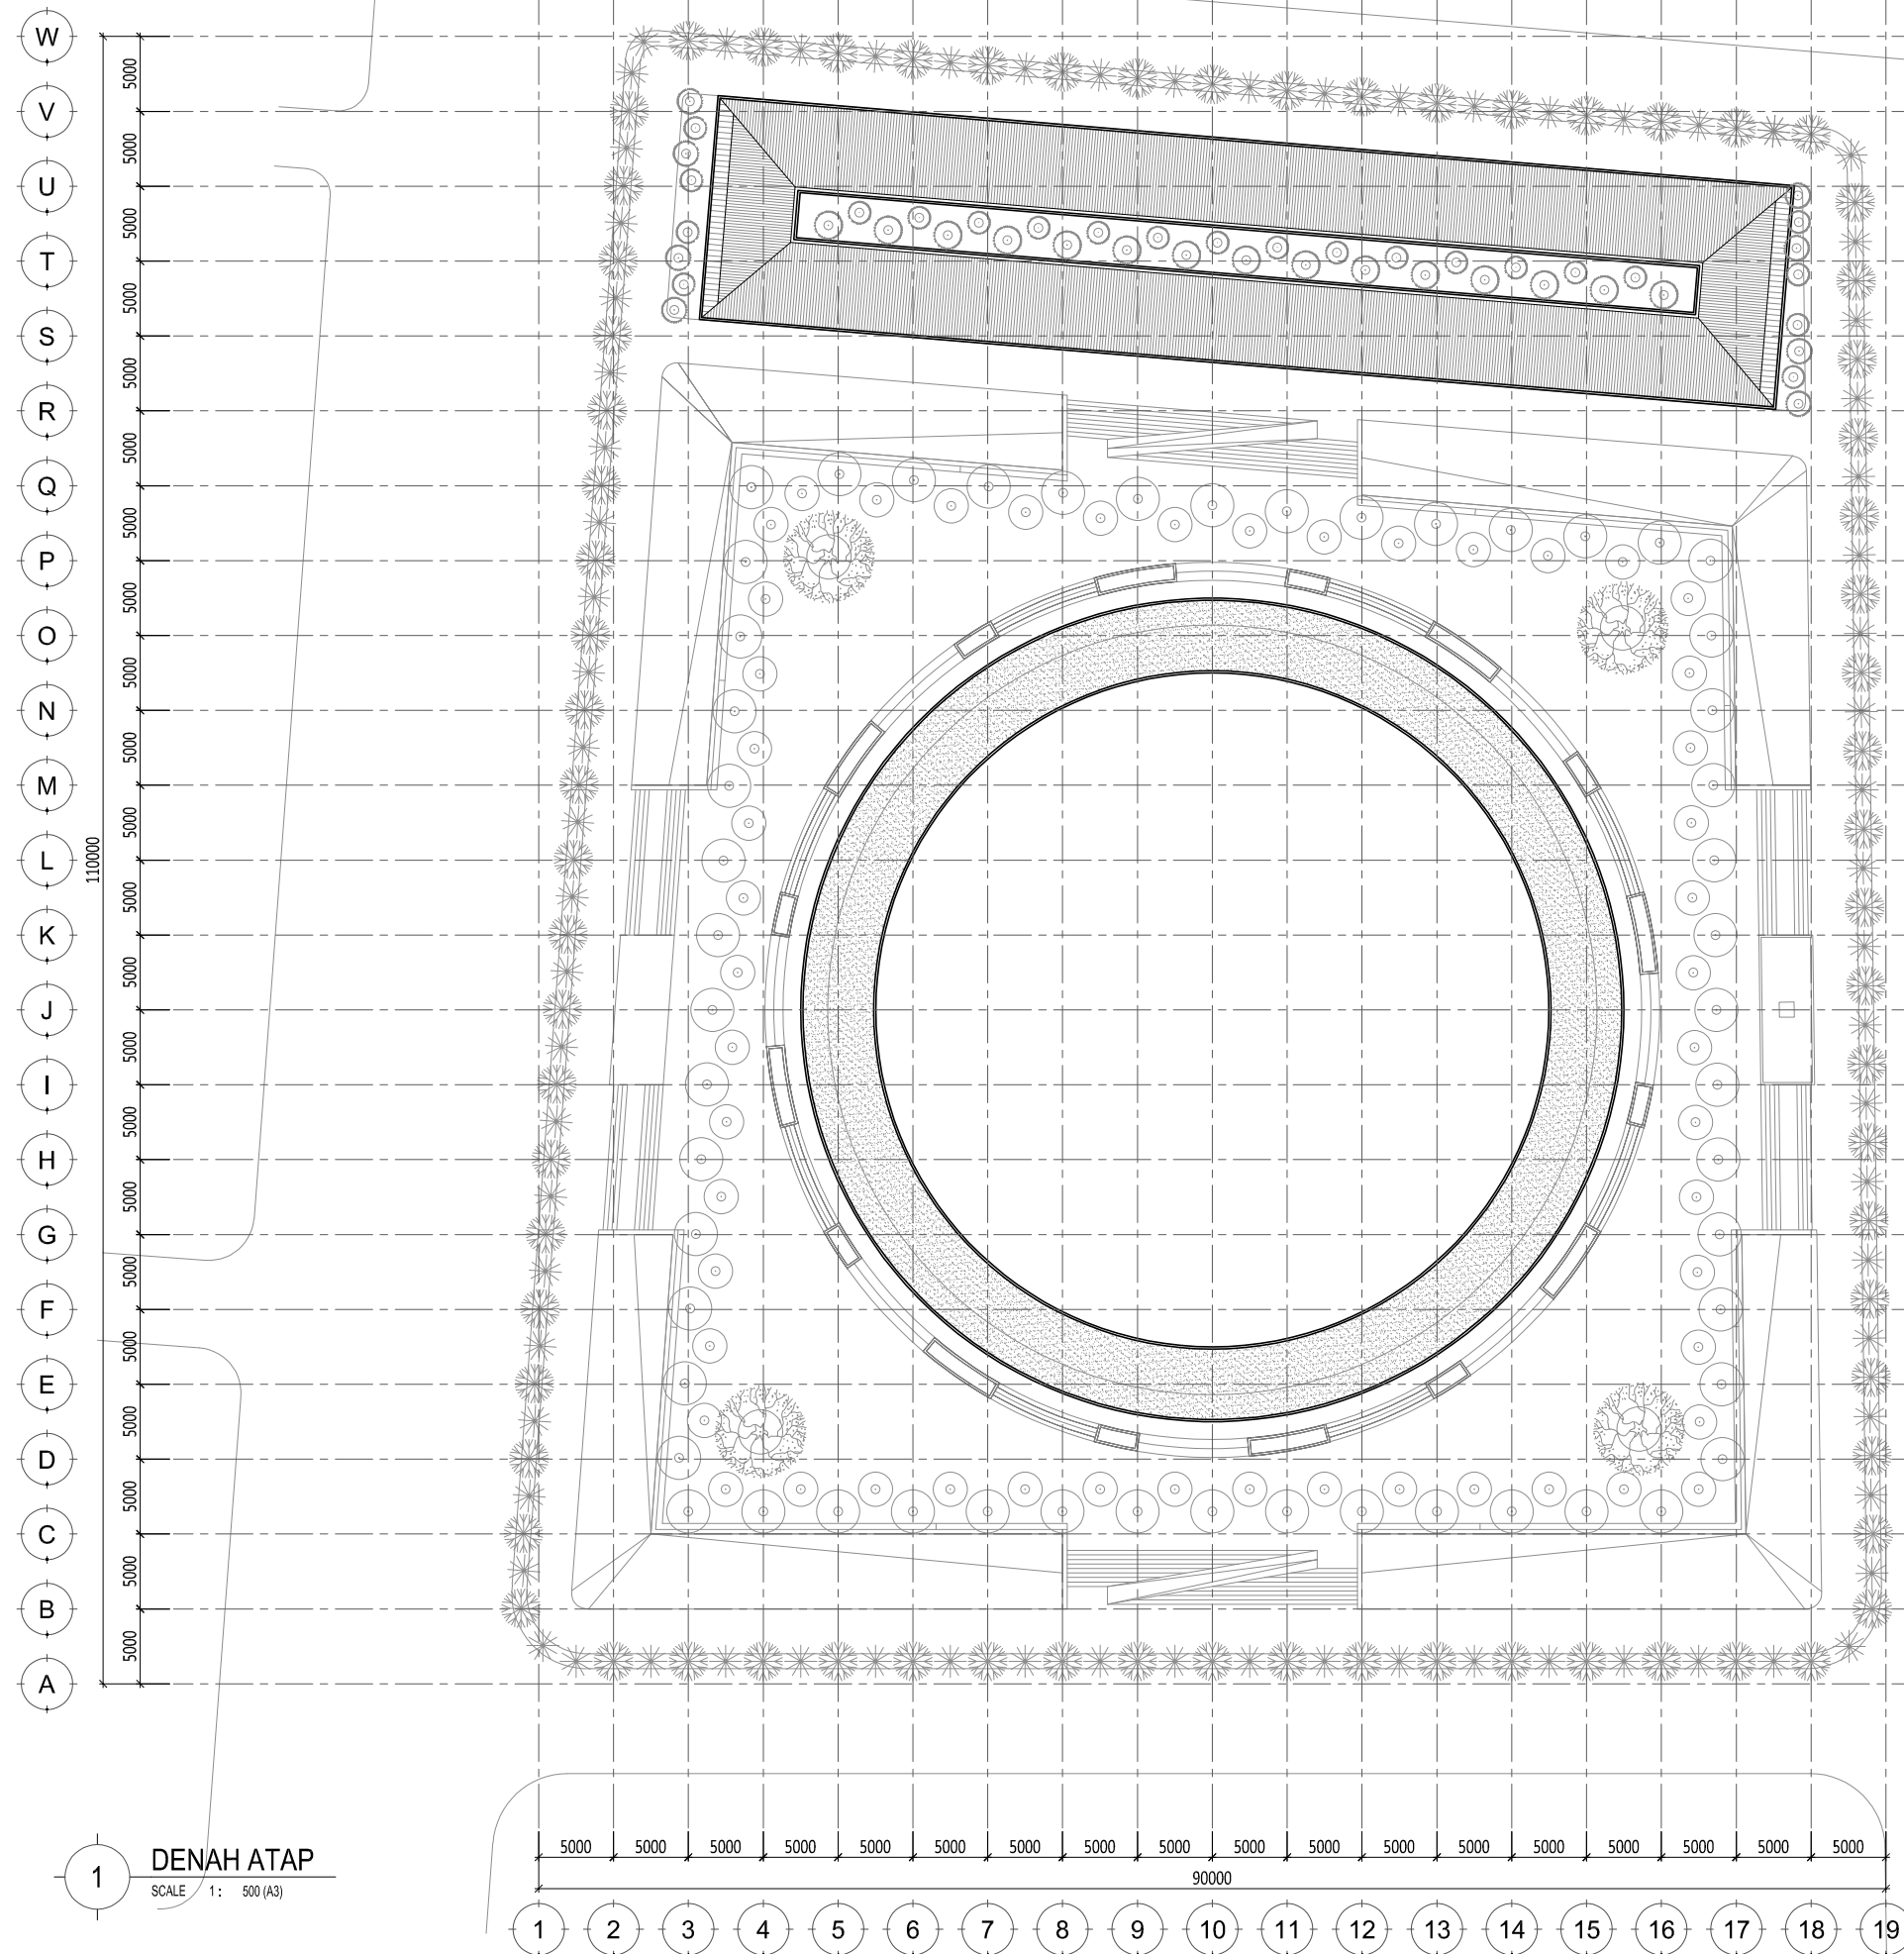 W
5000
V
5000
U
5000
T
5000
S
5000
R
5000
Q
5000
P
5000
O
5000
N
5000
M
5000
L
110000
5000
K
5000
J
5000
I
5000
H
5000
G
5000
F
5000
E
5000
D
5000
C
5000
B
5000
A
5000 5000 5000 5000 5000 5000 5000 5000 5000 5000 5000 5000 5000 5000 5000 5000 5000 5000
90000
1 DENAH ATAP
SCALE 1 : 500 (A3)
1 2 3 4 5 6 7 8 9 10 11 12 13 14 15 16 17 18 19